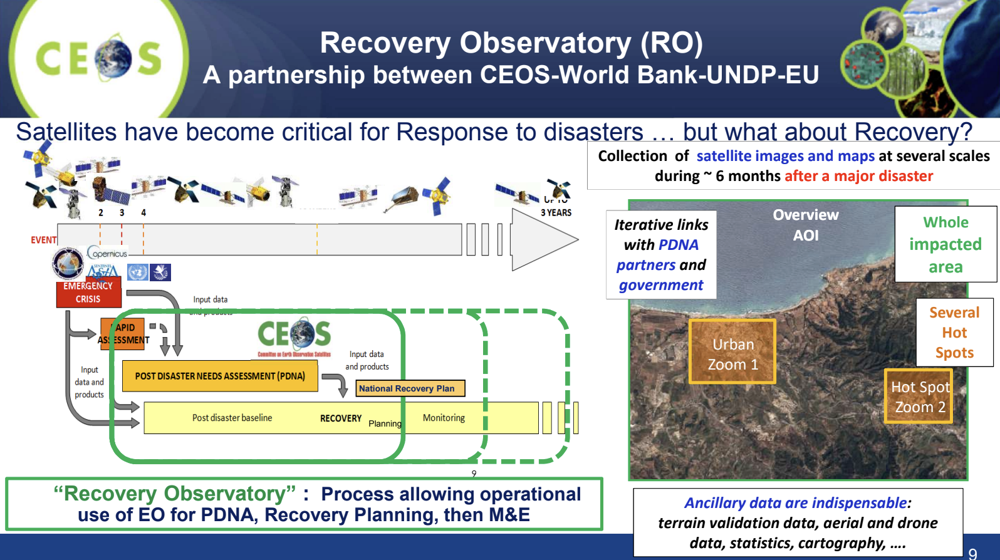 CEOS
Recovery Observatory (RO)
A partnership between CEOS-World Bank-UNDP-EU
Satellites have become critical for Response to disasters … but what about Recovery?
Collection of satellite images and maps at several scales
during ~ 6 months after a major disaster
2
3
4
UP TO
3 YEARS
EVENT
Copernicus
SENTINEL
ASIA
EMERGENCY
CRISIS
Input data
and products
RAPID
ASSESSMENT
CEOS
Committee on Earth Observation Satellites
Input data
and products
Input
data and
products
POST DISASTER NEEDS ASSESSMENT (PDNA)
National Recovery Plan
Post disaster baseline
RECOVERY
Planning
Monitoring
9
"Recovery Observatory" : Process allowing operational
use of EO for PDNA, Recovery Planning, then M&E
Iterative links
with PDNA
partners and
government
Overview
AOI
Whole
impacted
area
Several
Hot
Spots
Urban
Zoom 1
Hot Spot
Zoom 2
Ancillary data are indispensable:
terrain validation data, aerial and drone
data, statistics, cartography, ….
9